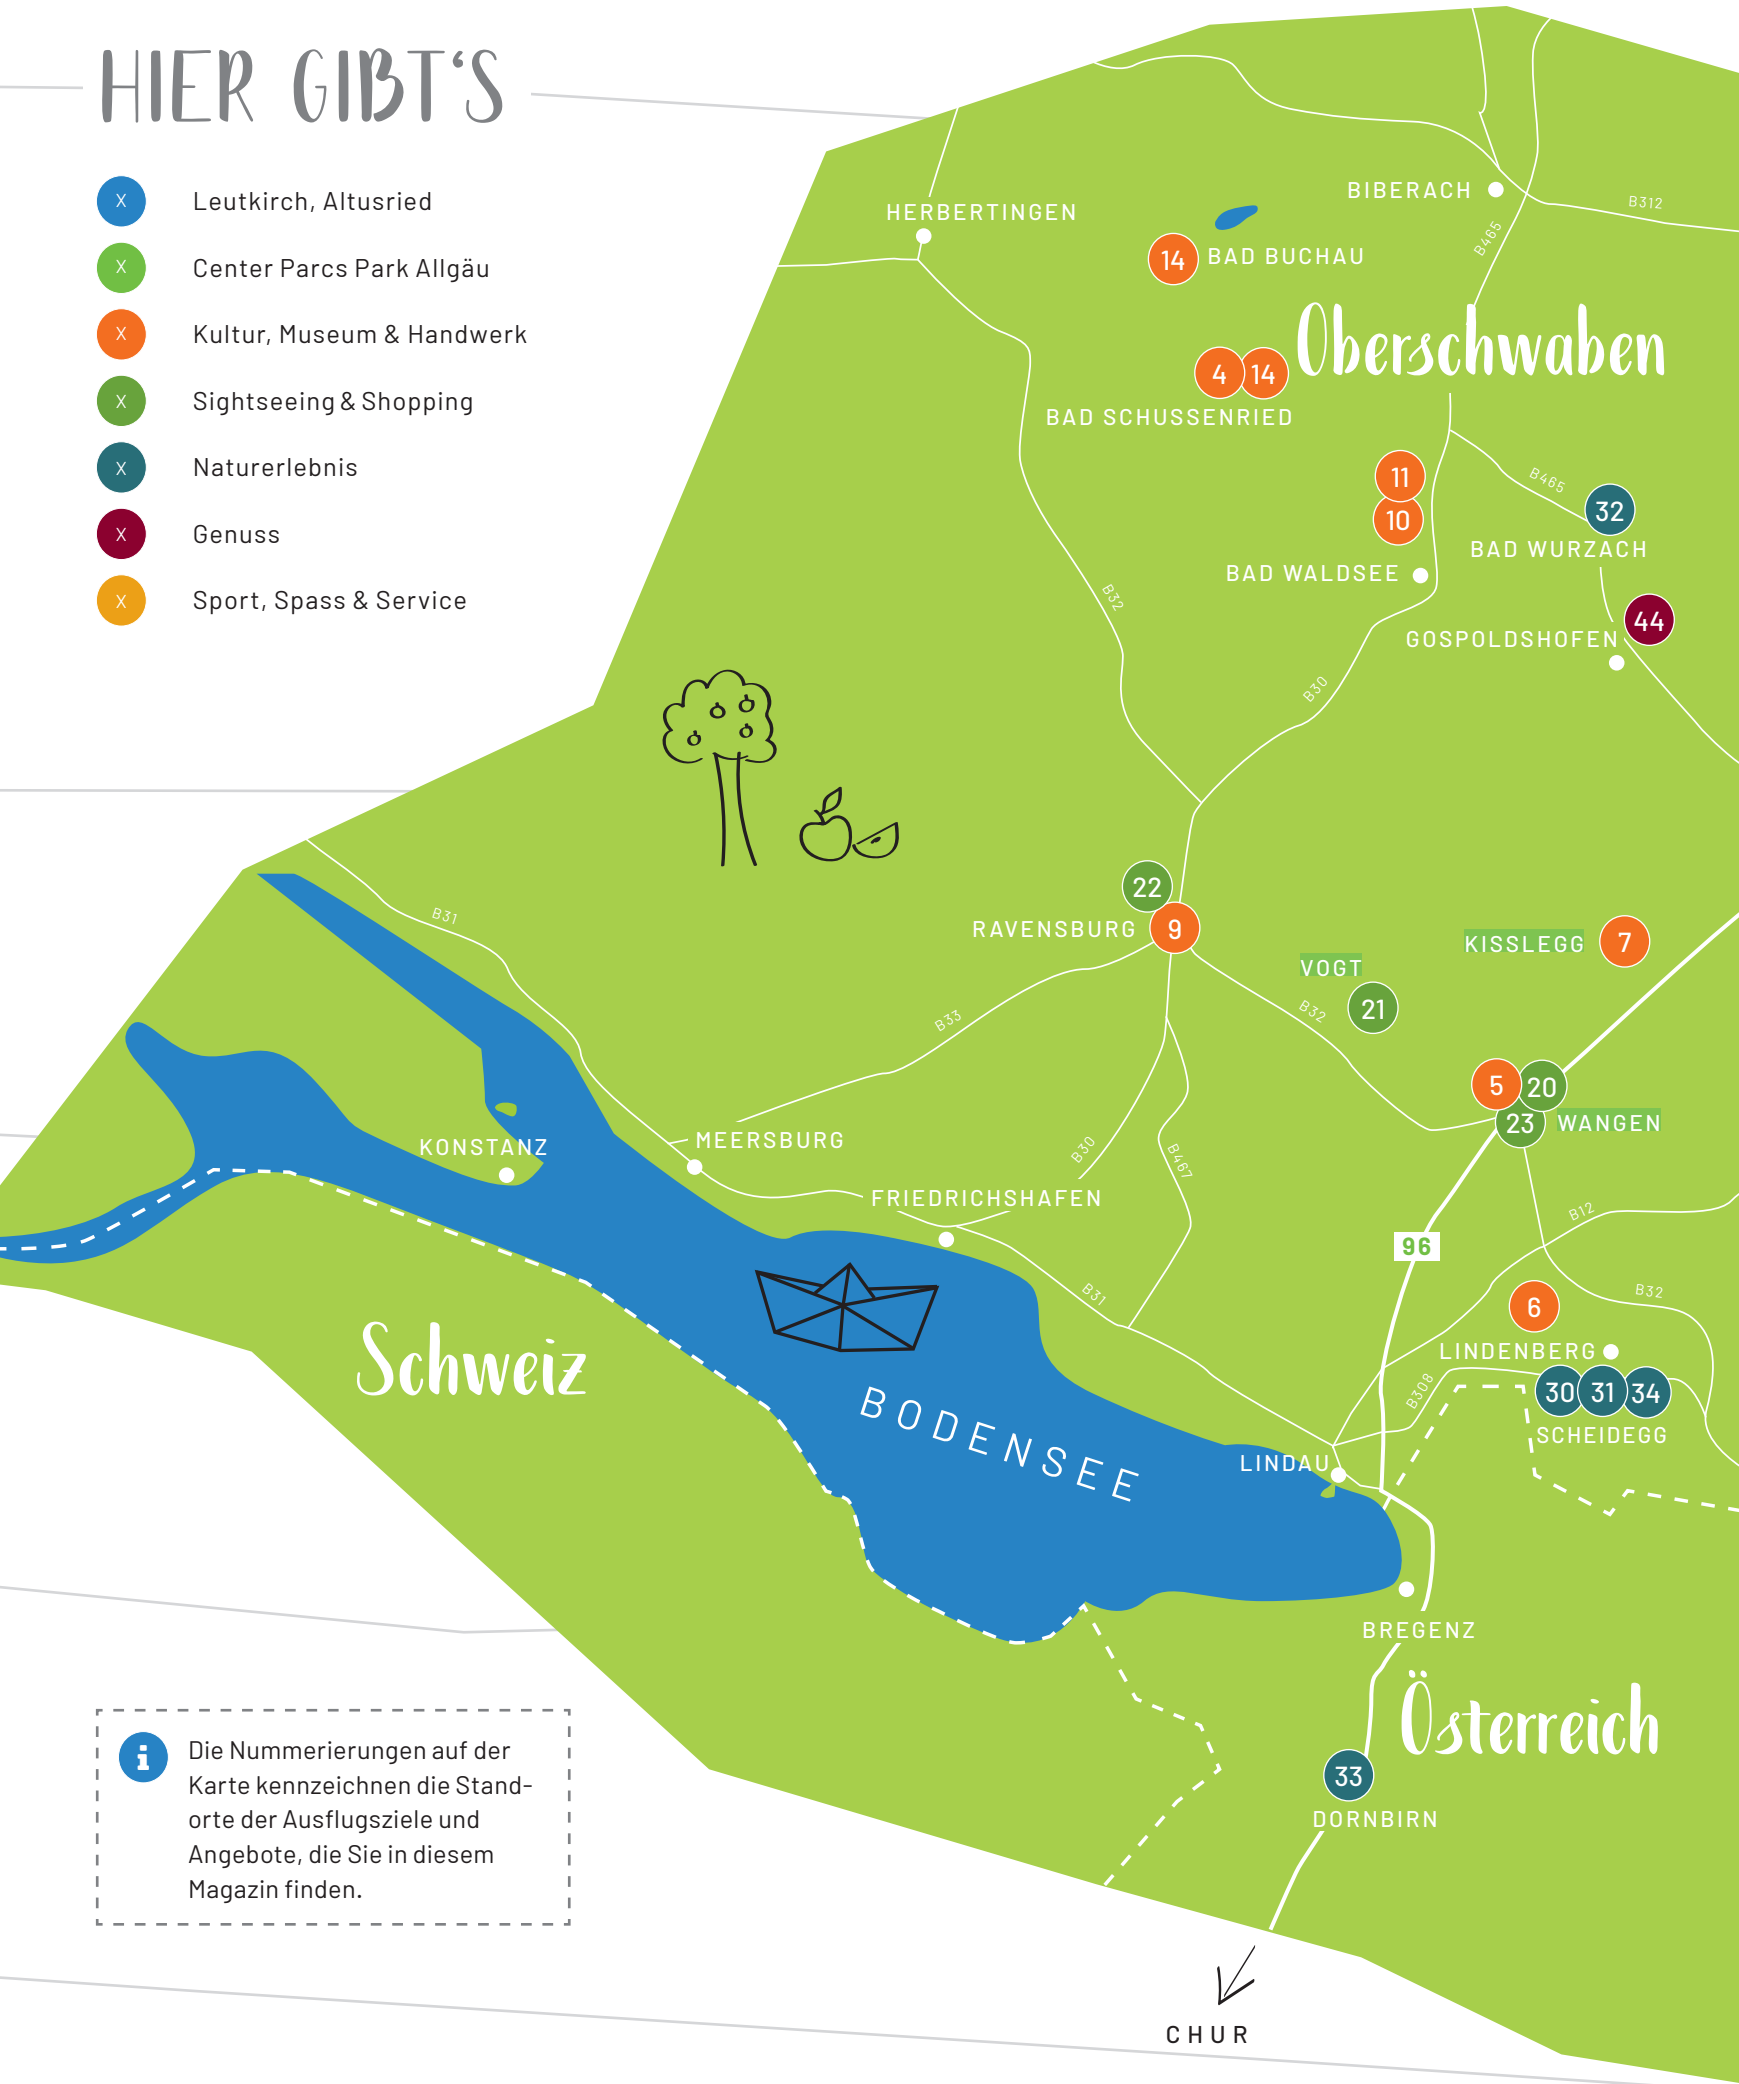 HIER GIBT'S
X Leutkirch, Altusried
X Center Parcs Park Allgäu
X Kultur, Museum & Handwerk
X Sightseeing & Shopping
X Naturerlebnis
X Genuss
X Sport, Spass & Service
BIBERACH
B312
HERBERTINGEN
B465
14 BAD BUCHAU
Oberschwaben
4 14
BAD SCHUSSENRIED
11
B465
10
32
BAD WURZACH
BAD WALDSEE
B32
44
GOSPOLDSHOFEN
B30
22
B31
RAVENSBURG 9
KISSLEGG 7
VOGT
21
B32
B33
5 20
23 WANGEN
KONSTANZ
MEERSBURG
B30
B467
FRIEDRICHSHAFEN
B12
96
B31
B32
6
LINDENBERG
Schweiz
B308
30 31 34
SCHEIDEGG
BODENSEE
LINDAU
BREGENZ
Österreich
33
DORNBIRN
i
Die Nummerierungen auf der
Karte kennzeichnen die Stand-
orte der Ausflugsziele und
Angebote, die Sie in diesem
Magazin finden.
CHUR